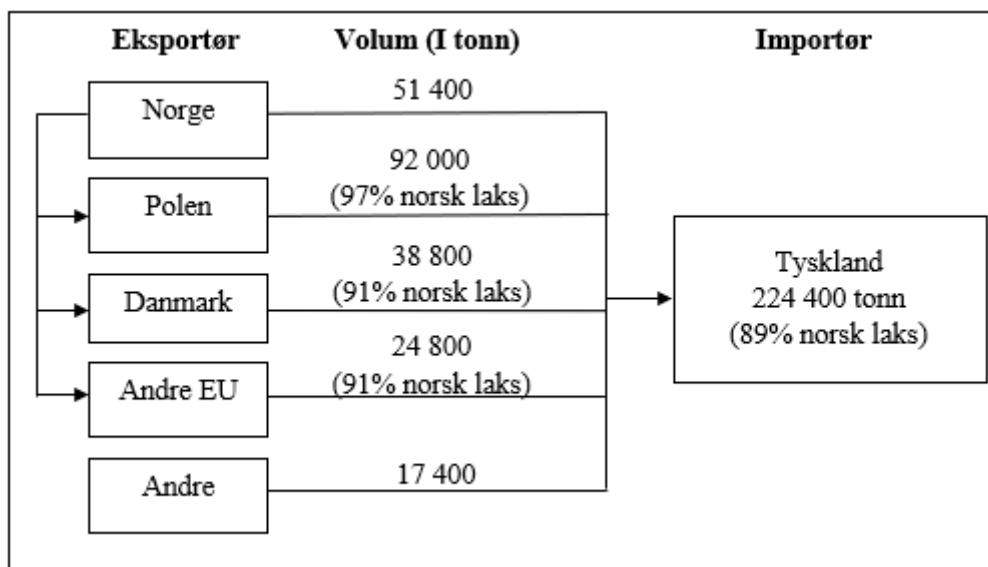 Eksportør Volum (I tonn) Importør
Norge
51 400
Polen
92 000
(97% norsk laks)
Danmark
38 800
(91% norsk laks)
Andre EU
24 800
(91% norsk laks)
Andre
17 400
Tyskland
224 400 tonn
(89% norsk laks)